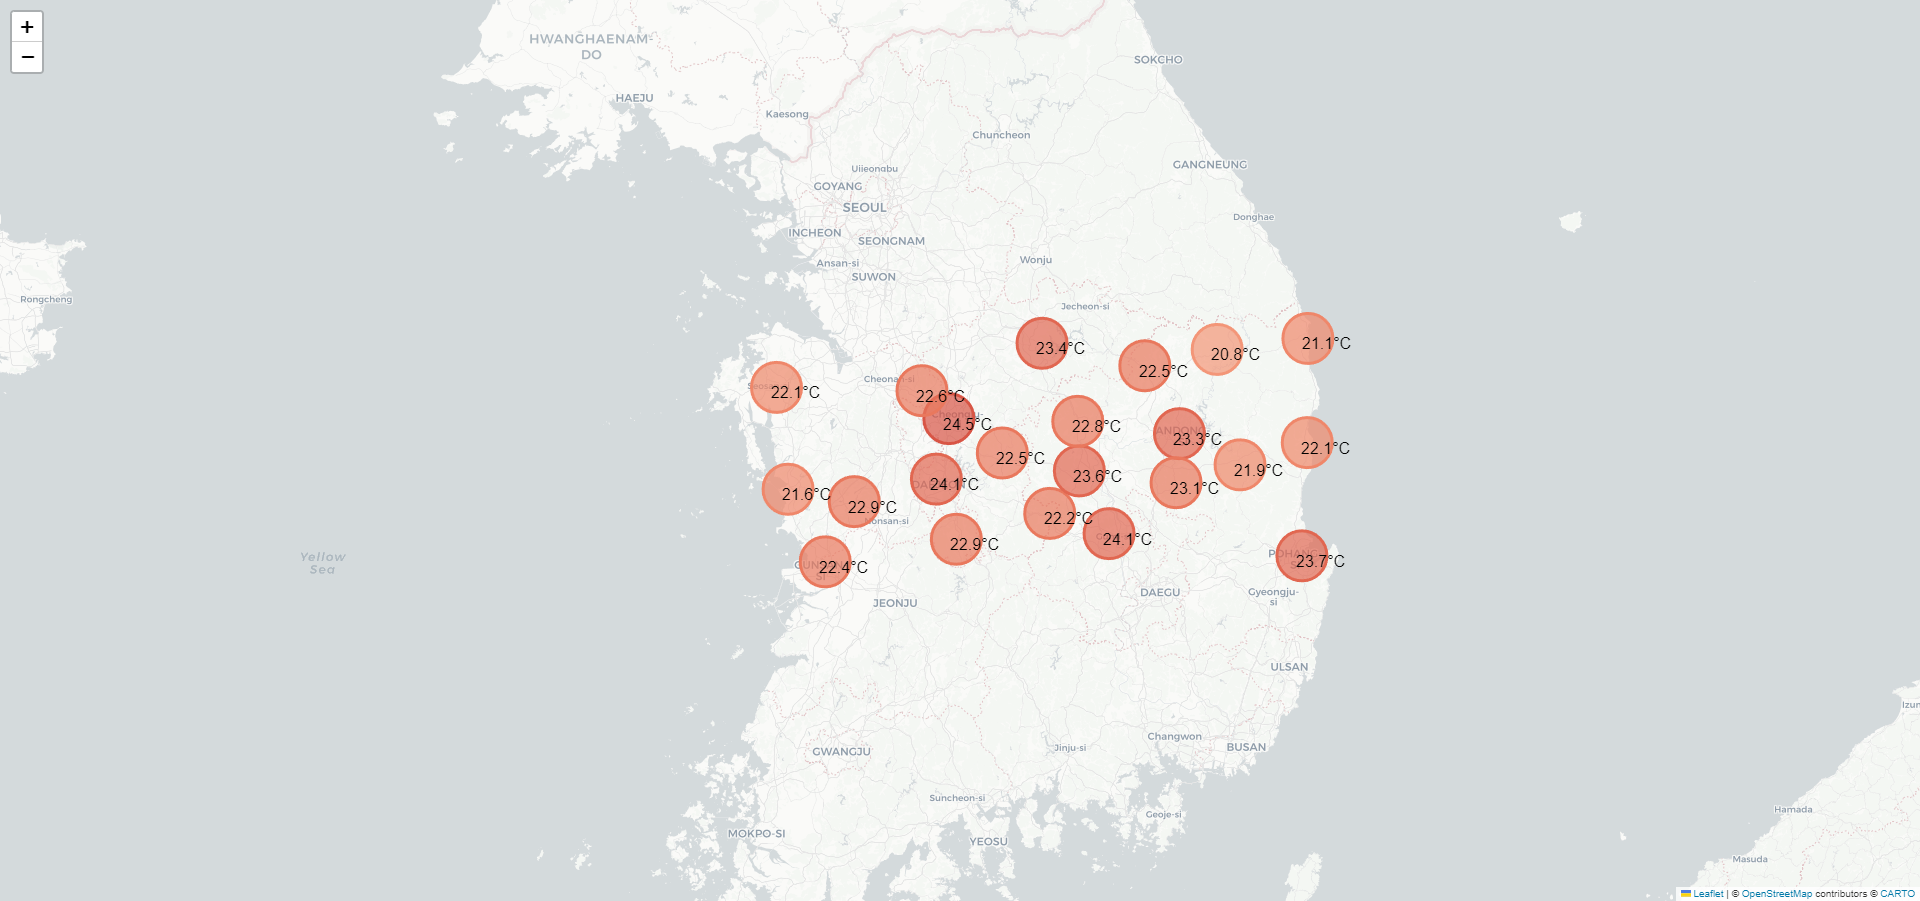 +
−
HWANGHAENAM-
DO
SOKCHO
HAEJU
Kaesong
Chuncheon
GANGNEUNG
Uijeongbu
GOYANG
SEOUL
Donghae
INCHEON
SEONGNAM
Ansan-si
Wonju
SUWON
Rongcheng
Jecheon-si
21.1°C
23.4°C
20.8°C
22.5°C
Cheonan-si
22.1°C
22.6°C
24.5°C
22.8°C
ANDONG
23.3°C
22.1°C
22.5°C
21.9°C
23.6°C
24.1°C
23.1°C
21.6°C
22.9°C
Nonsan-si
22.2°C
24.1°C
22.9°C
Yellow
Sea
23.7°C
22.4°C
DAEGU
Gyeongju-
si
JEONJU
ULSAN
Izum
Changwon
BUSAN
Jinju-si
GWANGJU
Suncheon-si
Geoje-si
Hamada
MOKPO-SI
YEOSU
Masuda
Leaflet | © OpenStreetMap contributors © CARTO